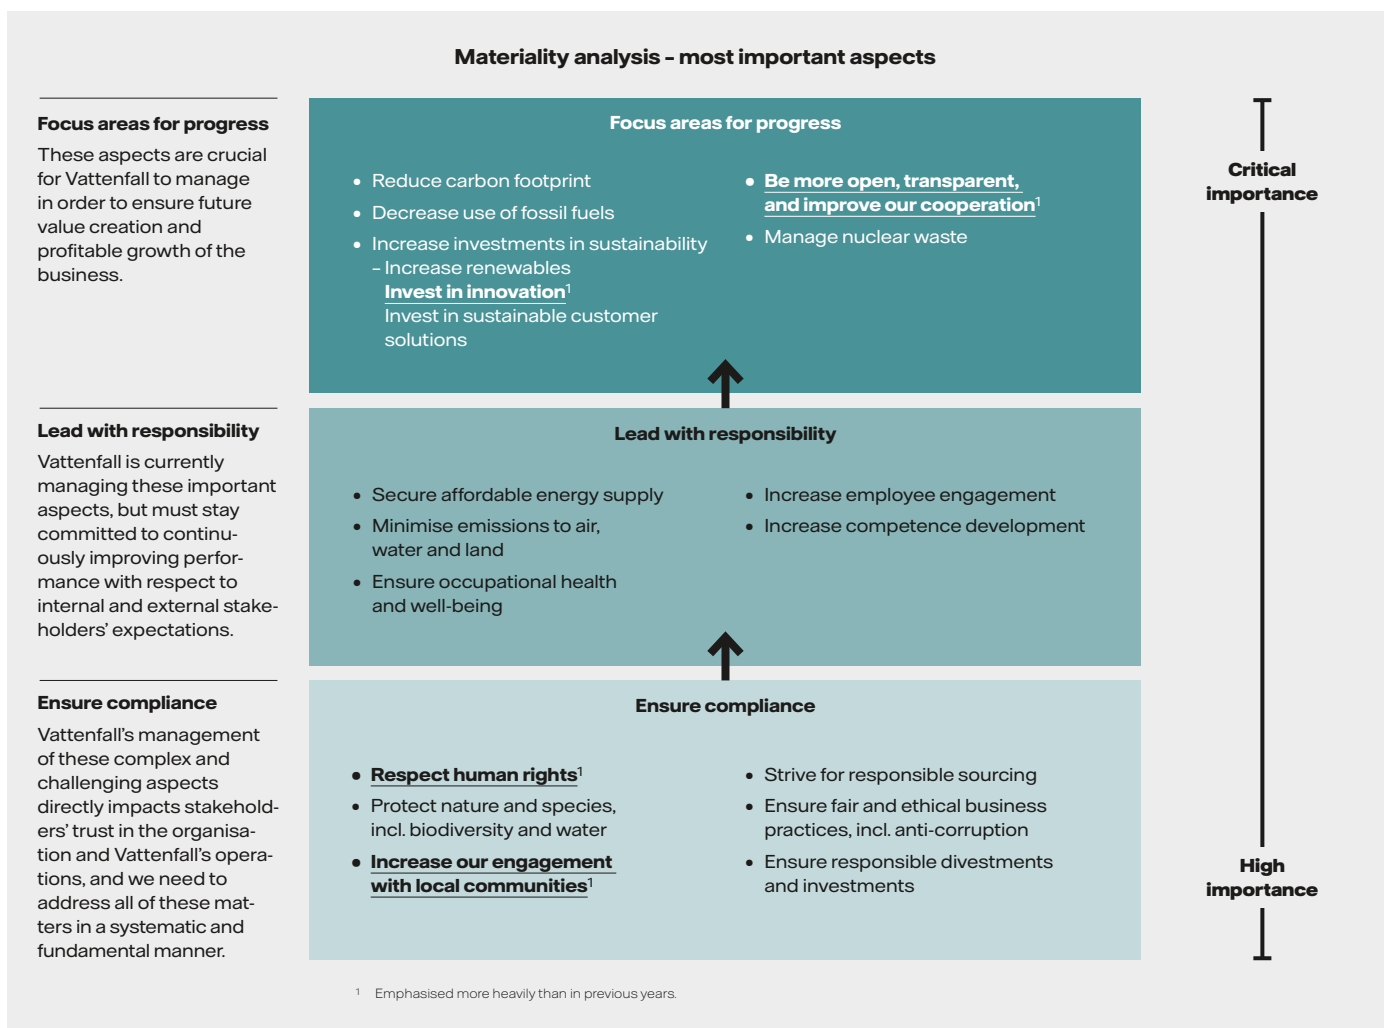 Materiality analysis – most important aspects
Focus areas for progress
These aspects are crucial
for Vattenfall to manage
in order to ensure future
value creation and
profitable growth of the
business.
Focus areas for progress
• Reduce carbon footprint
• Decrease use of fossil fuels
• Increase investments in sustainability
– Increase renewables
Invest in innovation¹
Invest in sustainable customer
solutions
• Be more open, transparent,
and improve our cooperation¹
• Manage nuclear waste
Critical
importance
Lead with responsibility
Vattenfall is currently
managing these important
aspects, but must stay
committed to continu-
ously improving perfor-
mance with respect to
internal and external stake-
holders’ expectations.
Lead with responsibility
• Secure affordable energy supply
• Minimise emissions to air,
water and land
• Ensure occupational health
and well-being
• Increase employee engagement
• Increase competence development
Ensure compliance
Vattenfall’s management
of these complex and
challenging aspects
directly impacts stakehold-
ers’ trust in the organisa-
tion and Vattenfall’s opera-
tions, and we need to
address all of these mat-
ters in a systematic and
fundamental manner.
Ensure compliance
• Respect human rights¹
• Protect nature and species,
incl. biodiversity and water
• Increase our engagement
with local communities¹
• Strive for responsible sourcing
• Ensure fair and ethical business
practices, incl. anti-corruption
• Ensure responsible divestments
and investments
High
importance
¹ Emphasised more heavily than in previous years.